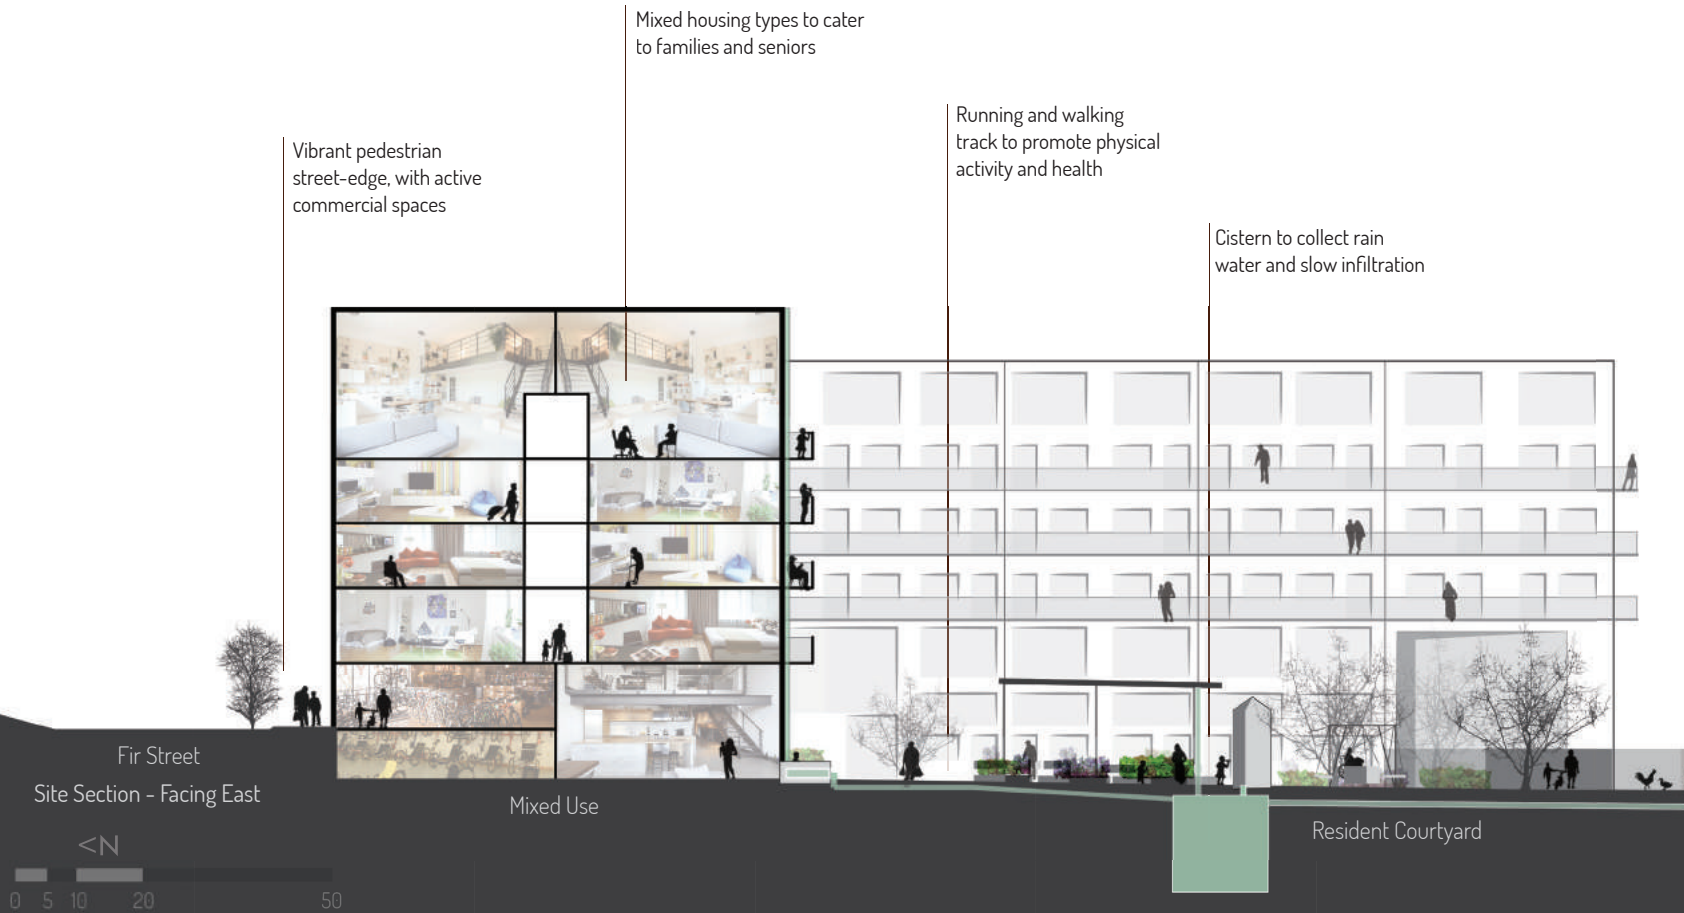 Mixed housing types to cater
to families and seniors
Running and walking
track to promote physical
activity and health
Vibrant pedestrian
street-edge, with active
commercial spaces
Cistern to collect rain
water and slow infiltration
Fir Street
Site Section - Facing East
Mixed Use
Resident Courtyard
<N
0 5 10 20 50